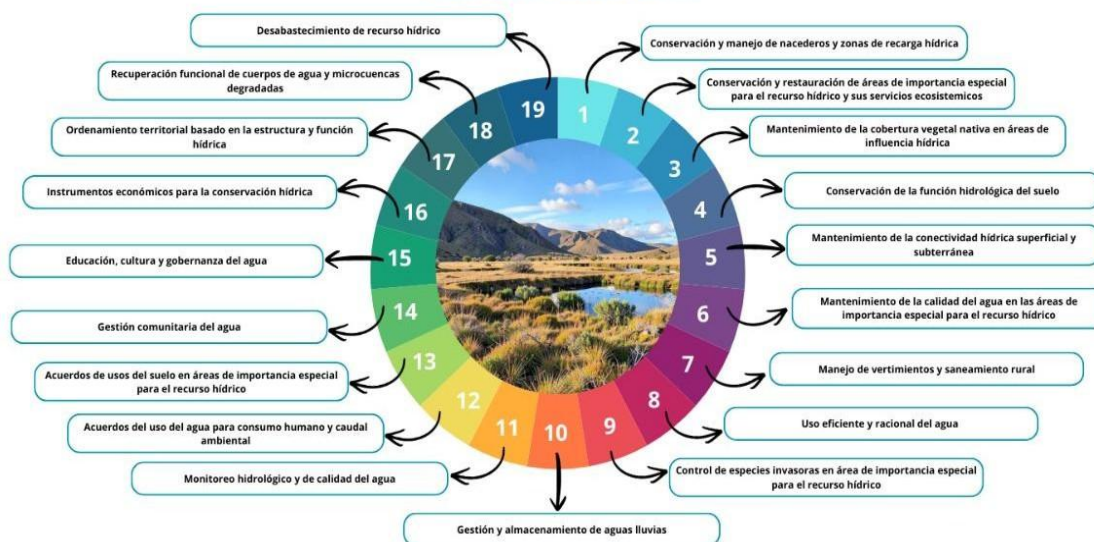 1
Conservación y manejo de nacederos y zonas de recarga hídrica
2
Conservación y restauración de áreas de importancia especial
para el recurso hídrico y sus servicios ecosistemicos
3
Mantenimiento de la cobertura vegetal nativa en áreas de
influencia hídrica
4
Conservación de la función hidrológica del suelo
5
Mantenimiento de la conectividad hídrica superficial y
subterránea
6
Mantenimiento de la calidad del agua en las áreas de
importancia especial para el recurso hídrico
7
Manejo de vertimientos y saneamiento rural
8
Uso eficiente y racional del agua
9
Control de especies invasoras en área de importancia especial
para el recurso hídrico
10
Gestión y almacenamiento de aguas lluvias
11
Monitoreo hidrológico y de calidad del agua
12
Acuerdos del uso del agua para consumo humano y caudal
ambiental
13
Acuerdos de usos del suelo en áreas de importancia especial
para el recurso hídrico
14
Gestión comunitaria del agua
15
Educación, cultura y gobernanza del agua
16
Instrumentos económicos para la conservación hídrica
17
Ordenamiento territorial basado en la estructura y función
hídrica
18
Recuperación funcional de cuerpos de agua y microcuencas
degradadas
19
Desabastecimiento de recurso hídrico